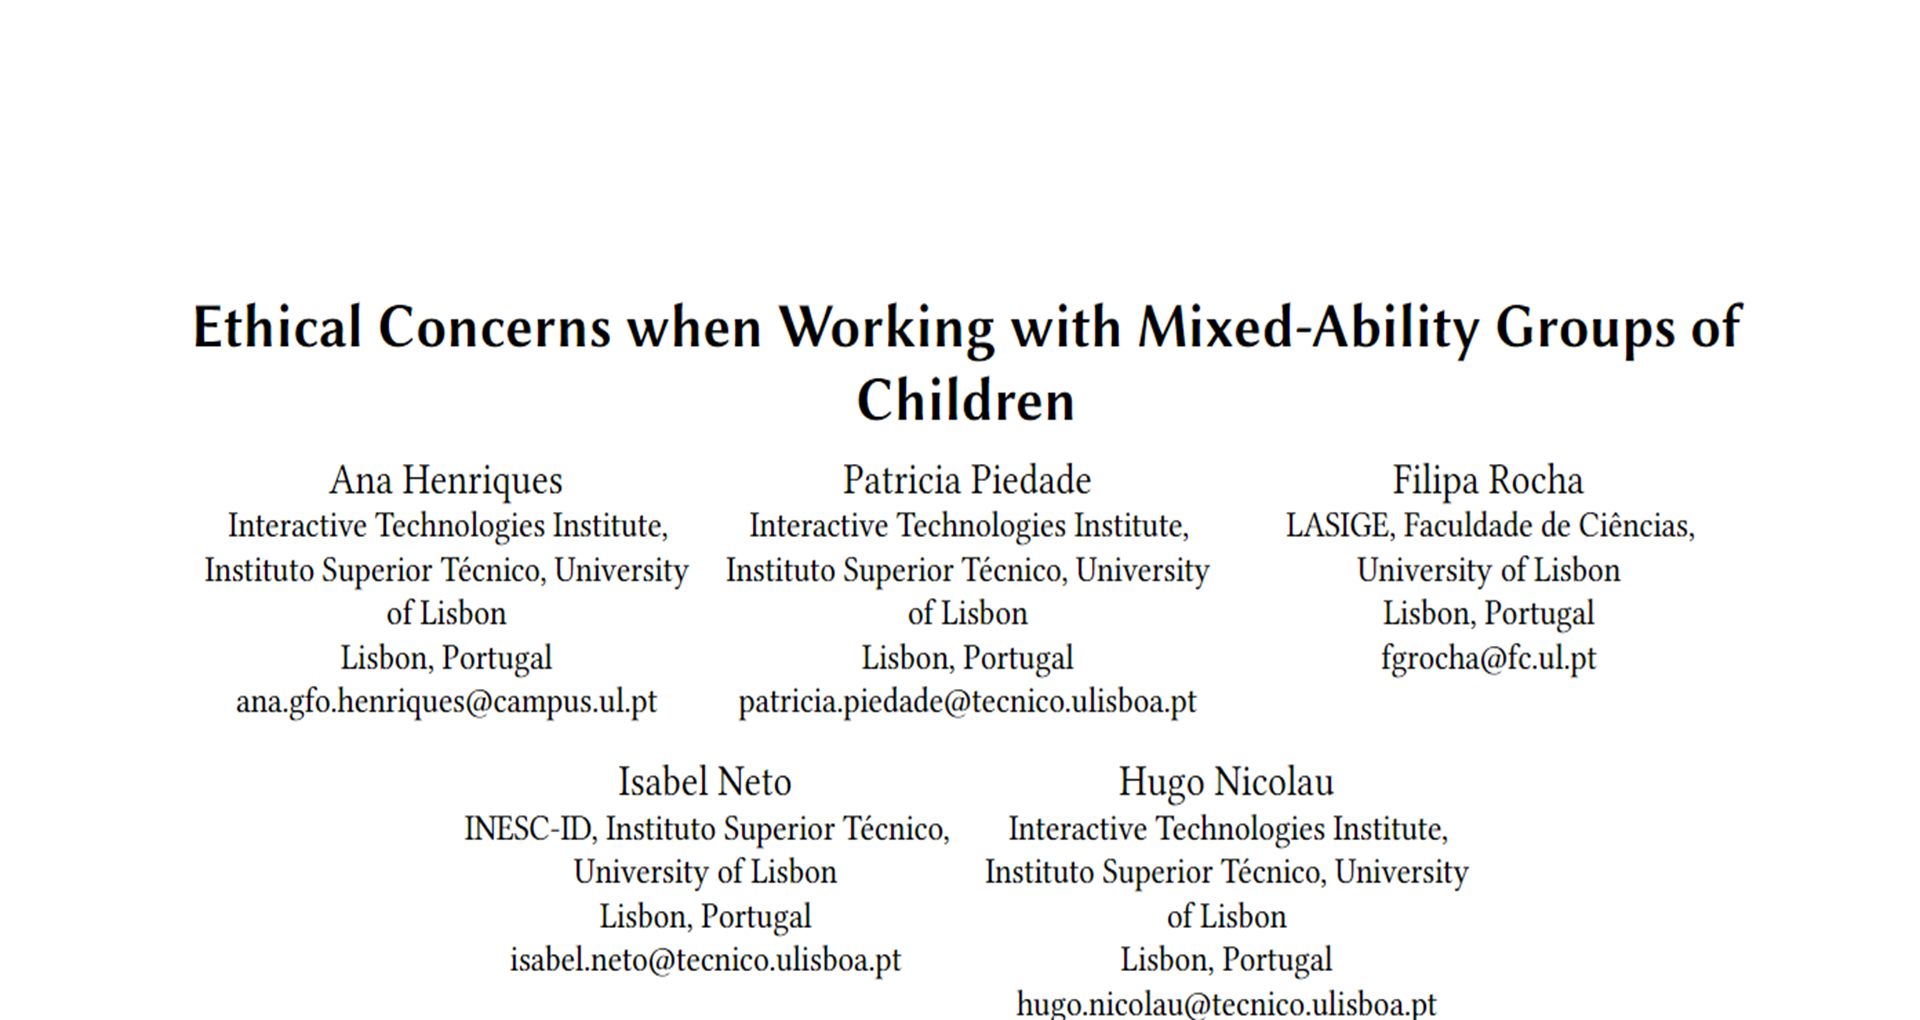 Ethical Concerns when Working with Mixed-Ability Groups of
Children
Ana Henriques
Interactive Technologies Institute,
Instituto Superior Técnico, University
of Lisbon
Lisbon, Portugal
ana.gfo.henriques@campus.ul.pt
Patricia Piedade
Interactive Technologies Institute,
Instituto Superior Técnico, University
of Lisbon
Lisbon, Portugal
patricia.piedade@tecnico.ulisboa.pt
Filipa Rocha
LASIGE, Faculdade de Ciências,
University of Lisbon
Lisbon, Portugal
fgrocha@fc.ul.pt
Isabel Neto
INESC-ID, Instituto Superior Técnico,
University of Lisbon
Lisbon, Portugal
isabel.neto@tecnico.ulisboa.pt
Hugo Nicolau
Interactive Technologies Institute,
Instituto Superior Técnico, University
of Lisbon
Lisbon, Portugal
hugo.nicolau@tecnico.ulisboa.pt